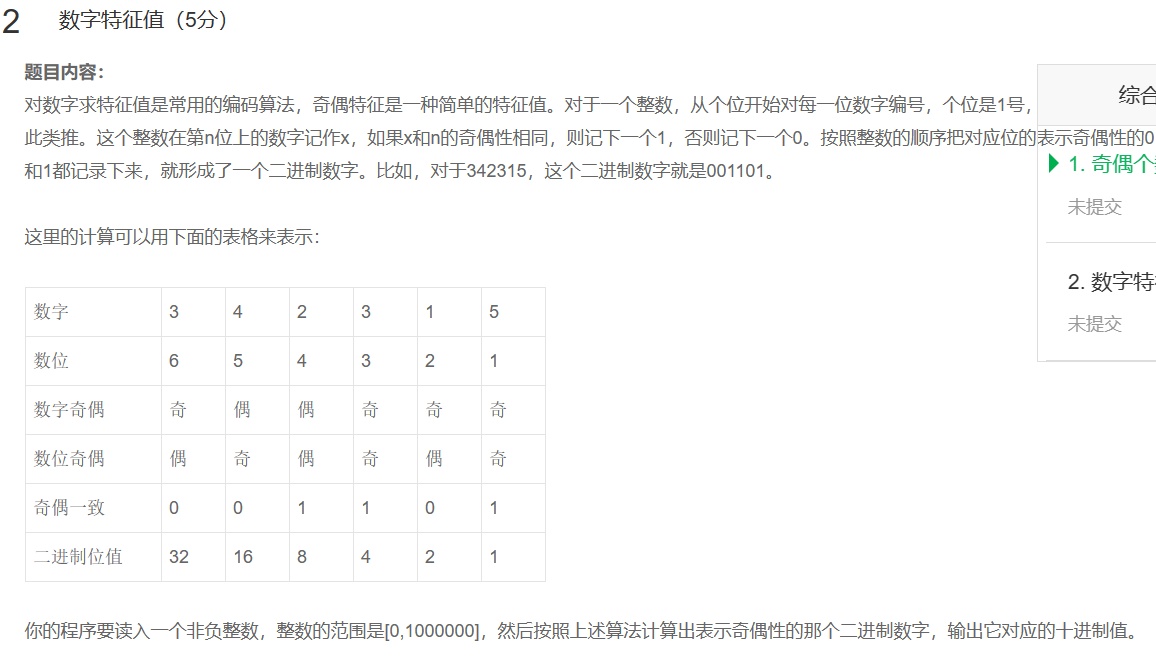 2 数字特征值（5分）
题目内容：
对数字求特征值是常用的编码算法，奇偶特征是一种简单的特征值。对于一个整数，从个位开始对每一位数字编号，个位是1号，
此类推。这个整数在第n位上的数字记作x，如果x和n的奇偶性相同，则记下一个1，否则记下一个0。按照整数的顺序把对应位的表示奇偶性的0
和1都记录下来，就形成了一个二进制数字。比如，对于342315，这个二进制数字就是001101。
这里的计算可以用下面的表格来表示：
数字 3 4 2 3 1 5
数位 6 5 4 3 2 1
数字奇偶 奇 偶 偶 奇 奇 奇
数位奇偶 偶 奇 偶 奇 偶 奇
奇偶一致 0 0 1 1 0 1
二进制位值 32 16 8 4 2 1
你的程序要读入一个非负整数，整数的范围是[0,1000000]，然后按照上述算法计算出表示奇偶性的那个二进制数字，输出它对应的十进制值。
综合
1. 奇偶个
未提交
2. 数字特
未提交